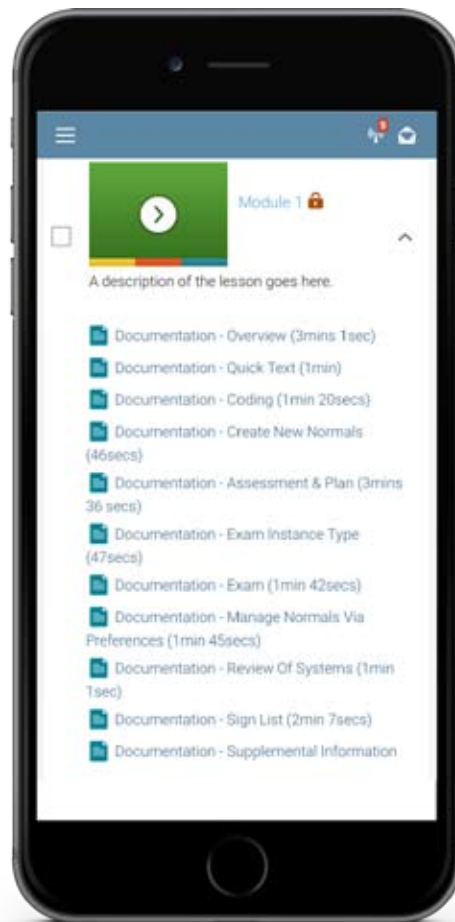 Module 1
A description of the lesson goes here.
Documentation - Overview (3mins 1sec)
Documentation - Quick Text (1min)
Documentation - Coding (1min 20secs)
Documentation - Create New Normals
(46secs)
Documentation - Assessment & Plan (3mins
36 secs)
Documentation - Exam Instance Type
(47secs)
Documentation - Exam (1min 42secs)
Documentation - Manage Normals Via
Preferences (1min 45secs)
Documentation - Review Of Systems (1min
1sec)
Documentation - Sign List (2min 7secs)
Documentation - Supplemental Information